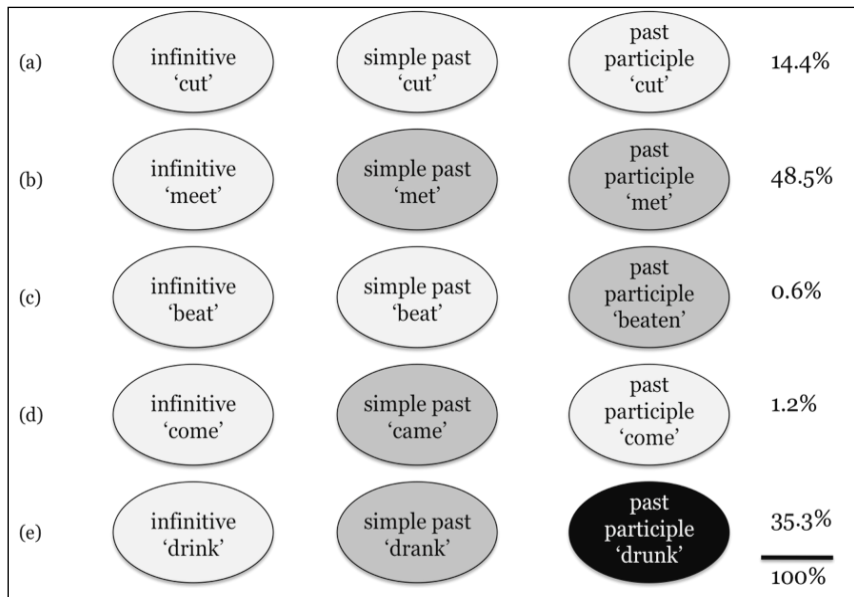 (a)
infinitive
‘cut’
simple past
‘cut’
past
participle
‘cut’
14.4%
(b)
infinitive
‘meet’
simple past
‘met’
past
participle
‘met’
48.5%
(c)
infinitive
‘beat’
simple past
‘beat’
past
participle
‘beaten’
0.6%
(d)
infinitive
‘come’
simple past
‘came’
past
participle
‘come’
1.2%
(e)
infinitive
‘drink’
simple past
‘drank’
past
participle
‘drunk’
35.3%
100%